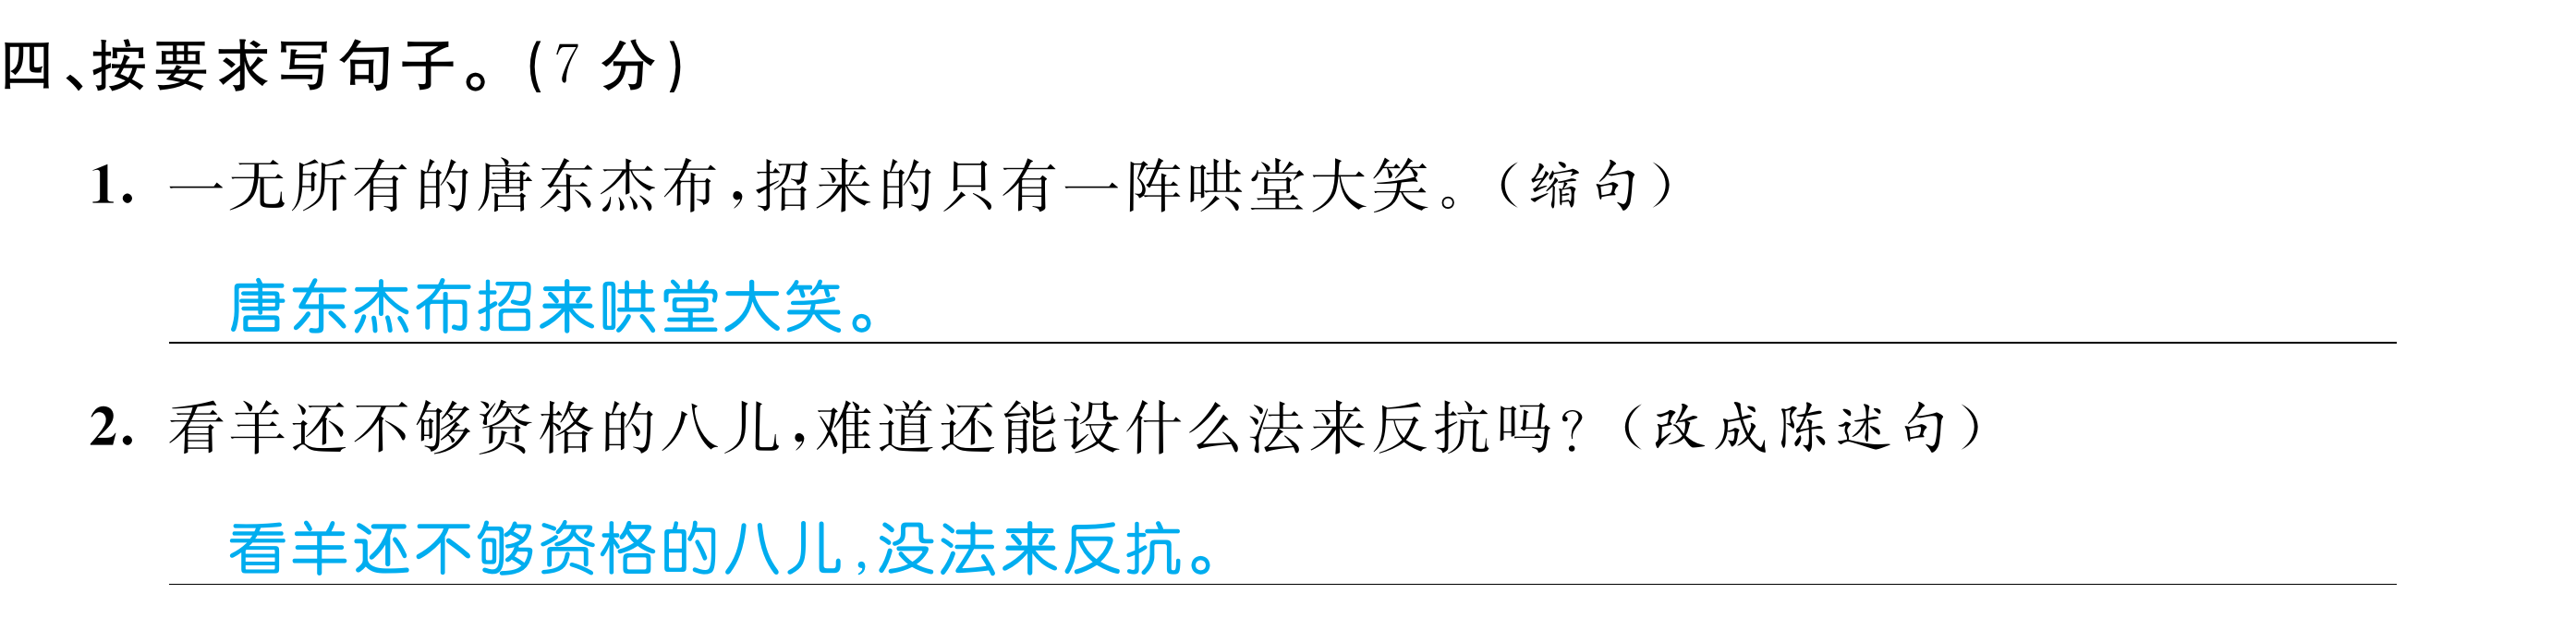 四、按要求写句子。(7 分)
1. 一无所有的唐东杰布,招来的只有一阵哄堂大笑。(缩句)
唐东杰布招来哄堂大笑。
2. 看羊还不够资格的八儿,难道还能设什么法来反抗吗?(改成陈述句)
看羊还不够资格的八儿,没法来反抗。